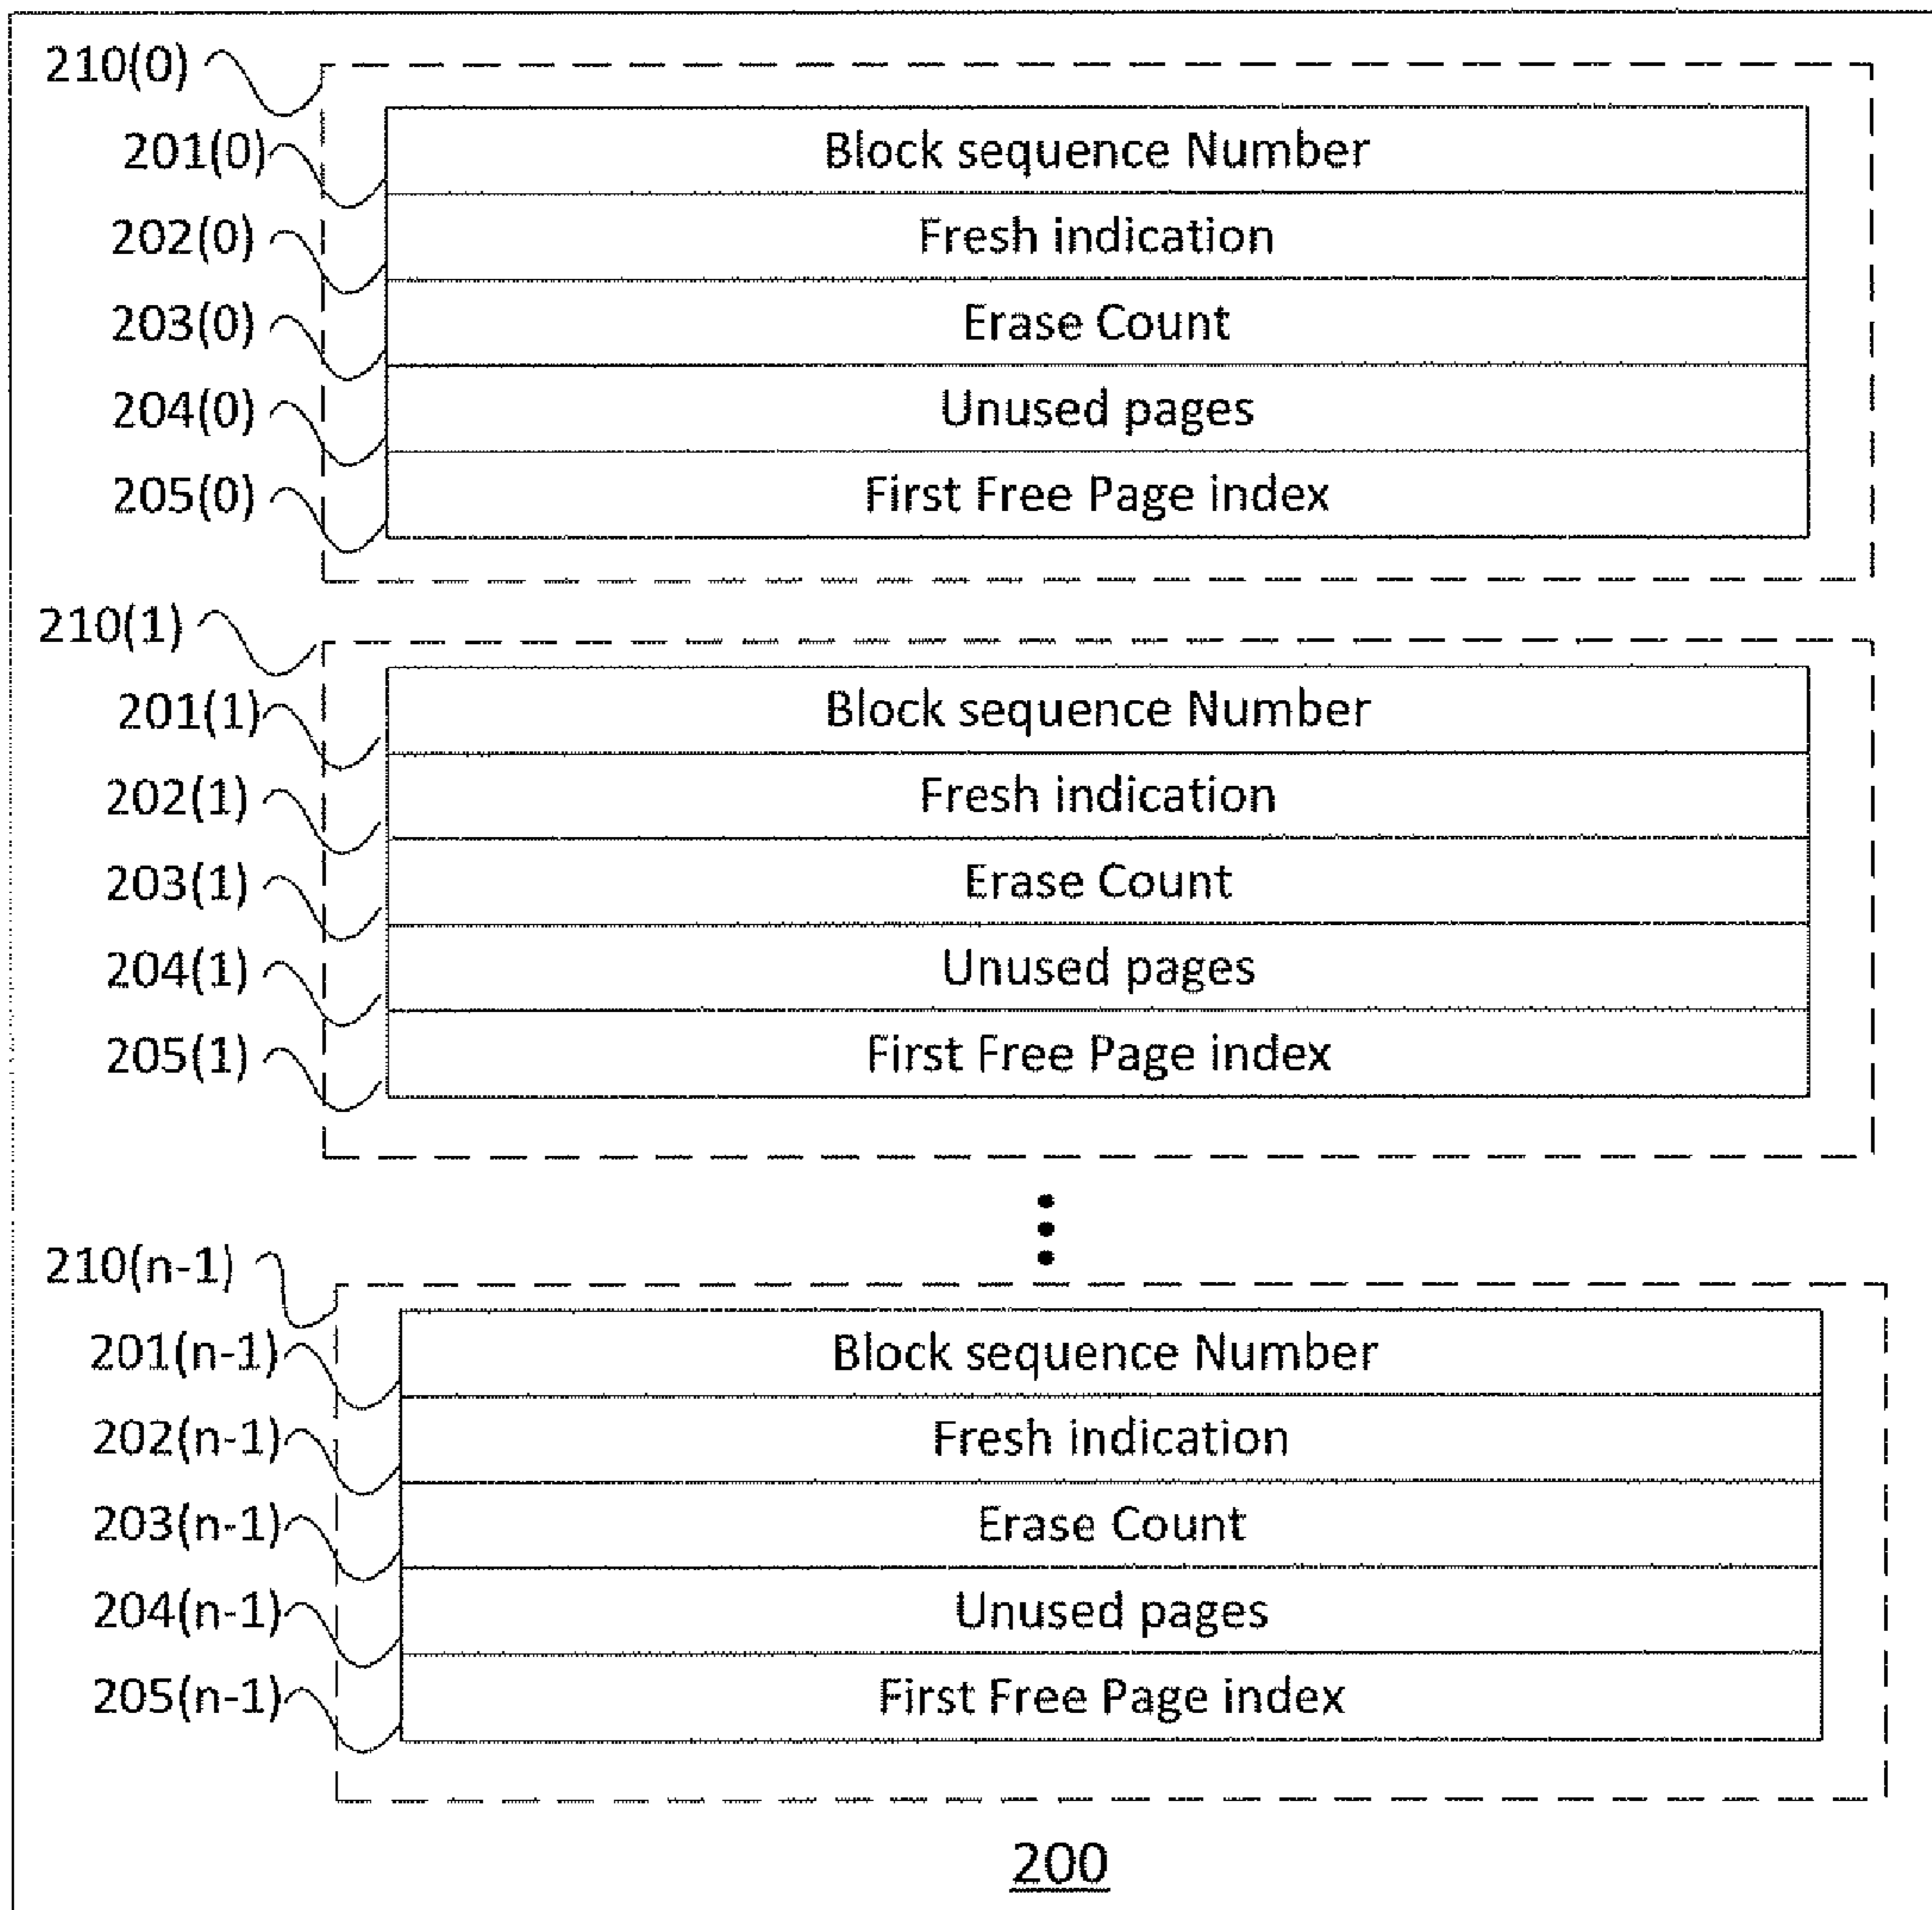 210(0)
201(0) Block sequence Number
202(0) Fresh indication
203(0) Erase Count
204(0) Unused pages
205(0) First Free Page index
210(1)
201(1) Block sequence Number
202(1) Fresh indication
203(1) Erase Count
204(1) Unused pages
205(1) First Free Page index
210(n-1)
201(n-1) Block sequence Number
202(n-1) Fresh indication
203(n-1) Erase Count
204(n-1) Unused pages
205(n-1) First Free Page index
200